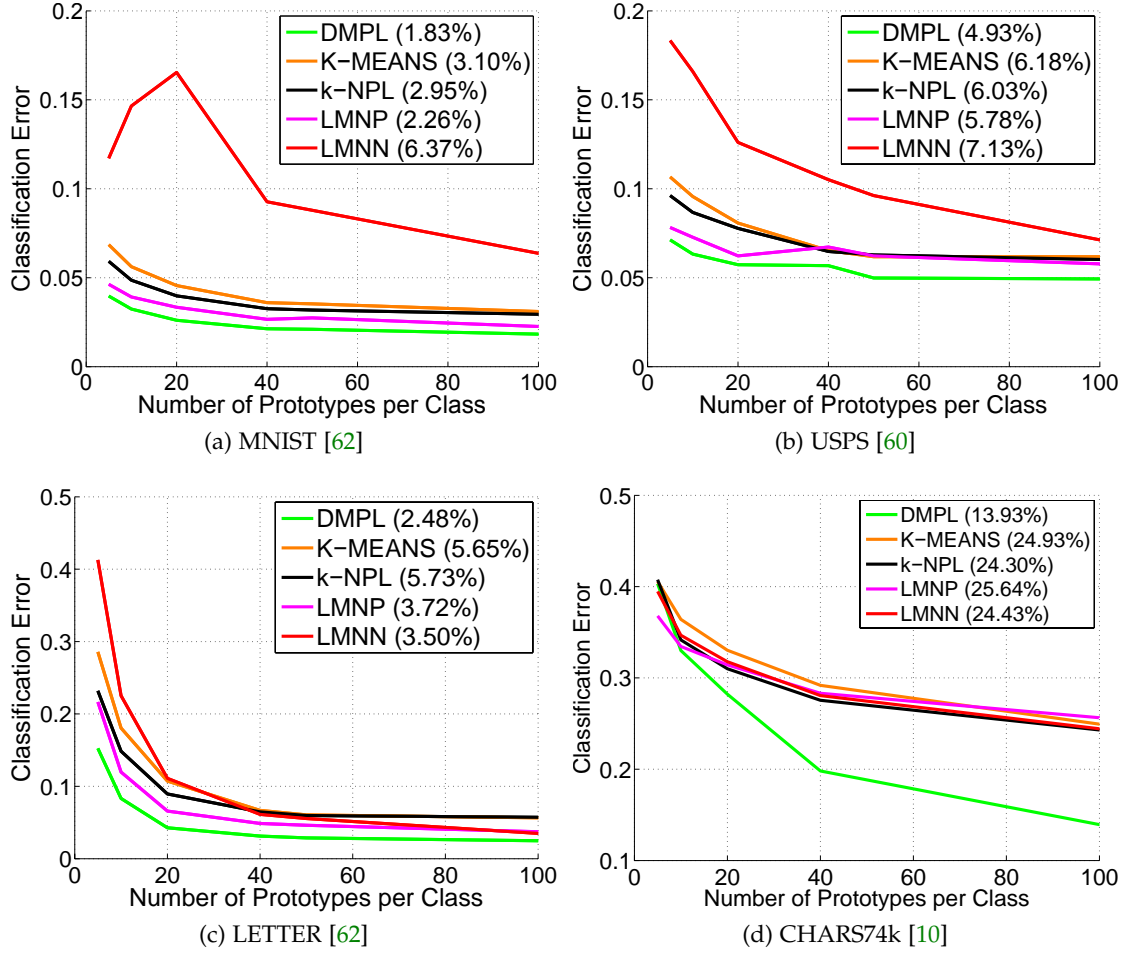 0.2
0.15
0.1
0.05
0
0 20 40 60 80 100
Classification Error
Number of Prototypes per Class
DMPL (1.83%)
K−MEANS (3.10%)
k−NPL (2.95%)
LMNP (2.26%)
LMNN (6.37%)
(a) MNIST [62]
0.2
0.15
0.1
0.05
0
0 20 40 60 80 100
Classification Error
Number of Prototypes per Class
DMPL (4.93%)
K−MEANS (6.18%)
k−NPL (6.03%)
LMNP (5.78%)
LMNN (7.13%)
(b) USPS [60]
0.5
0.4
0.3
0.2
0.1
0
0 20 40 60 80 100
Classification Error
Number of Prototypes per Class
DMPL (2.48%)
K−MEANS (5.65%)
k−NPL (5.73%)
LMNP (3.72%)
LMNN (3.50%)
(c) LETTER [62]
0.5
0.4
0.3
0.2
0.1
0 20 40 60 80 100
Classification Error
Number of Prototypes per Class
DMPL (13.93%)
K−MEANS (24.93%)
k−NPL (24.30%)
LMNP (25.64%)
LMNN (24.43%)
(d) CHARS74k [10]